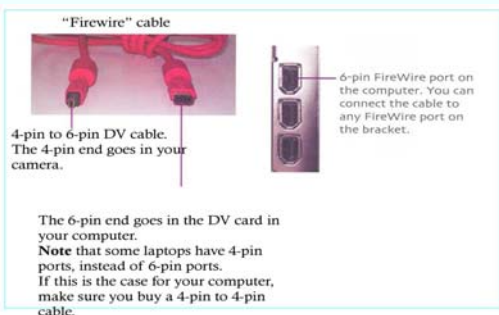 “Firewire” cable
6-pin FireWire port on
the computer. You can
connect the cable to
any FireWire port on
the bracket.
4-pin to 6-pin DV cable.
The 4-pin end goes in your
camera.
The 6-pin end goes in the DV card in
your computer.
Note that some laptops have 4-pin
ports, instead of 6-pin ports.
If this is the case for your computer,
make sure you buy a 4-pin to 4-pin
cable.